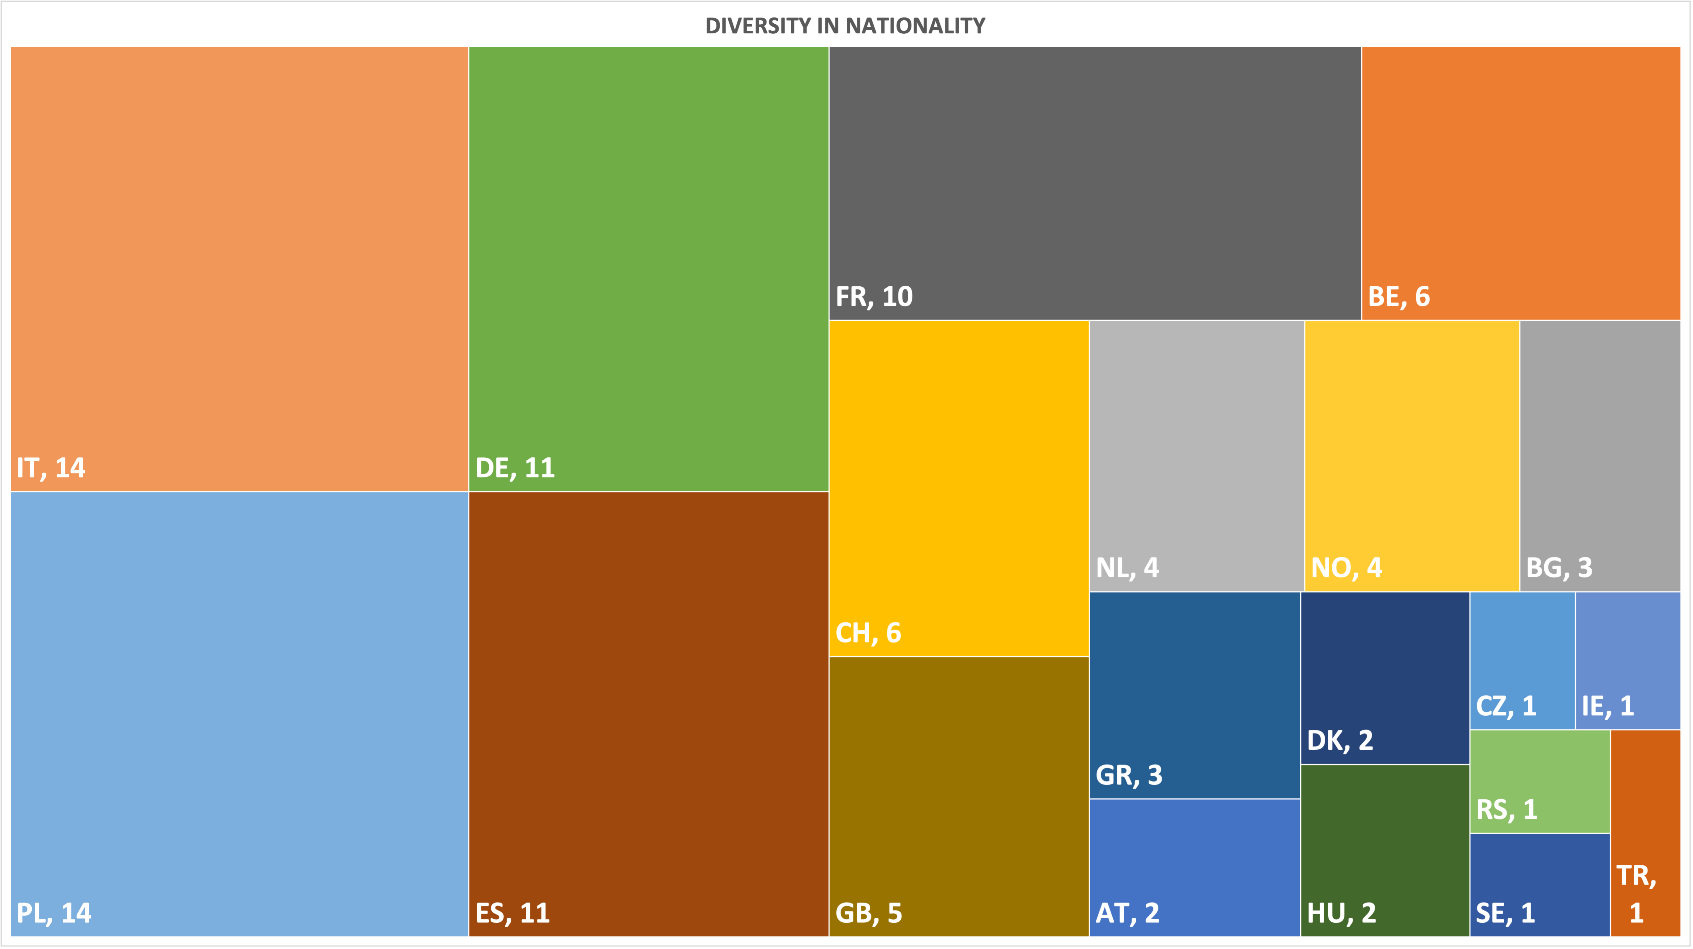 DIVERSITY IN NATIONALITY
IT, 14
PL, 14
DE, 11
ES, 11
FR, 10
BE, 6
CH, 6
GB, 5
NL, 4
NO, 4
BG, 3
GR, 3
AT, 2
DK, 2
HU, 2
CZ, 1
IE, 1
RS, 1
SE, 1
TR,
1